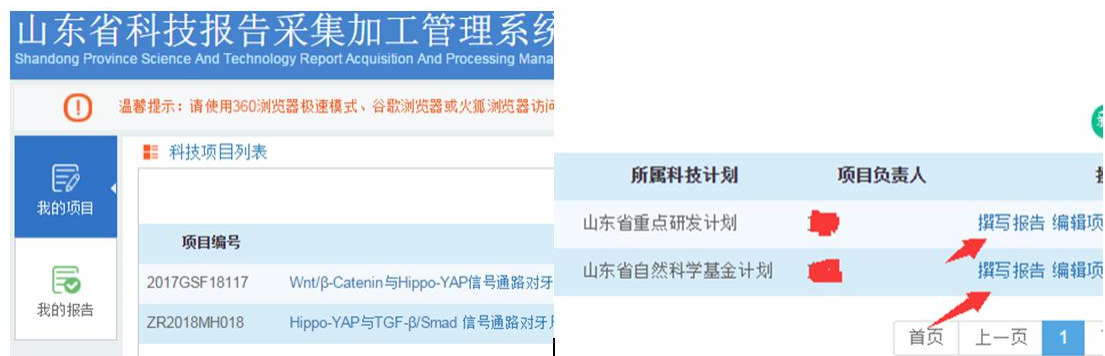 山东省科技报告采集加工管理系统
Shandong Province Science And Technology Report Acquisition And Processing Mana
温馨提示：请使用360浏览器极速模式、谷歌浏览器或火狐浏览器访问
科技项目列表
我的项目
项目编号
2017GSF18117 Wnt/β-Catenin与Hippo-YAP信号通路对牙
ZR2018MH018 Hippo-YAP与TGF-β/Smad 信号通路对牙
我的报告
所属科技计划 项目负责人
山东省重点研发计划 撰写报告 编辑项
山东省自然科学基金计划 撰写报告 编辑项
首页 上一页 1